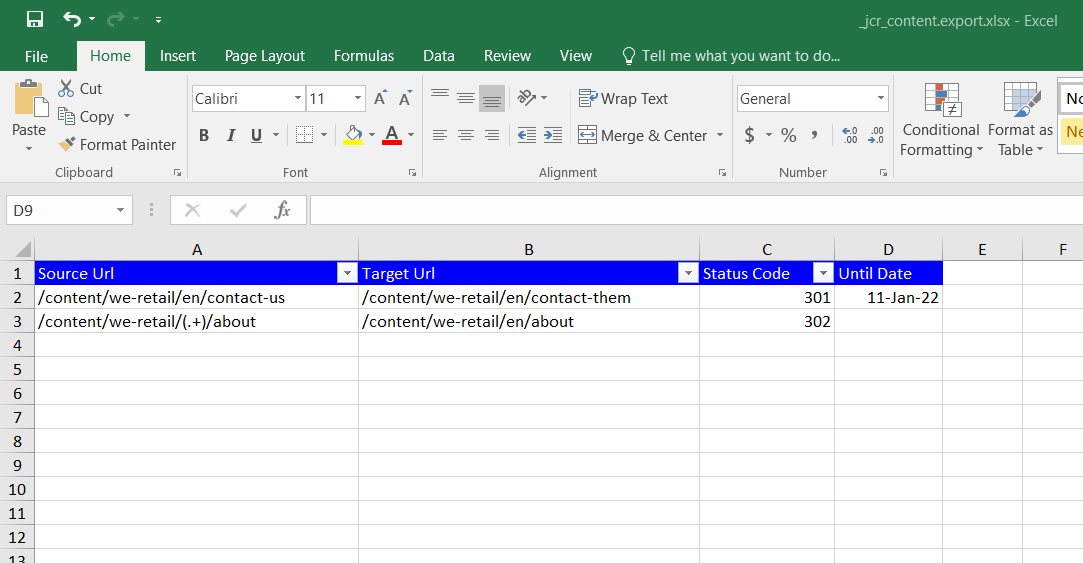 _jcr_content.export.xlsx - Excel
File Home Insert Page Layout Formulas Data Review View Tell me what you want to do...
Paste
Cut
Copy
Format Painter
Clipboard
Calibri 11 A A
B I U A
Font
Wrap Text
Merge & Center
Alignment
General
$ % , .0 .00 .00 .0
Number
Conditional Formatting
Format as Table
No
Ne
D9 fx
A B C D E F
1 Source Url Target Url Status Code Until Date
2 /content/we-retail/en/contact-us /content/we-retail/en/contact-them 301 11-Jan-22
3 /content/we-retail/(.+)/about /content/we-retail/en/about 302
4
5
6
7
8
9
10
11
12
13